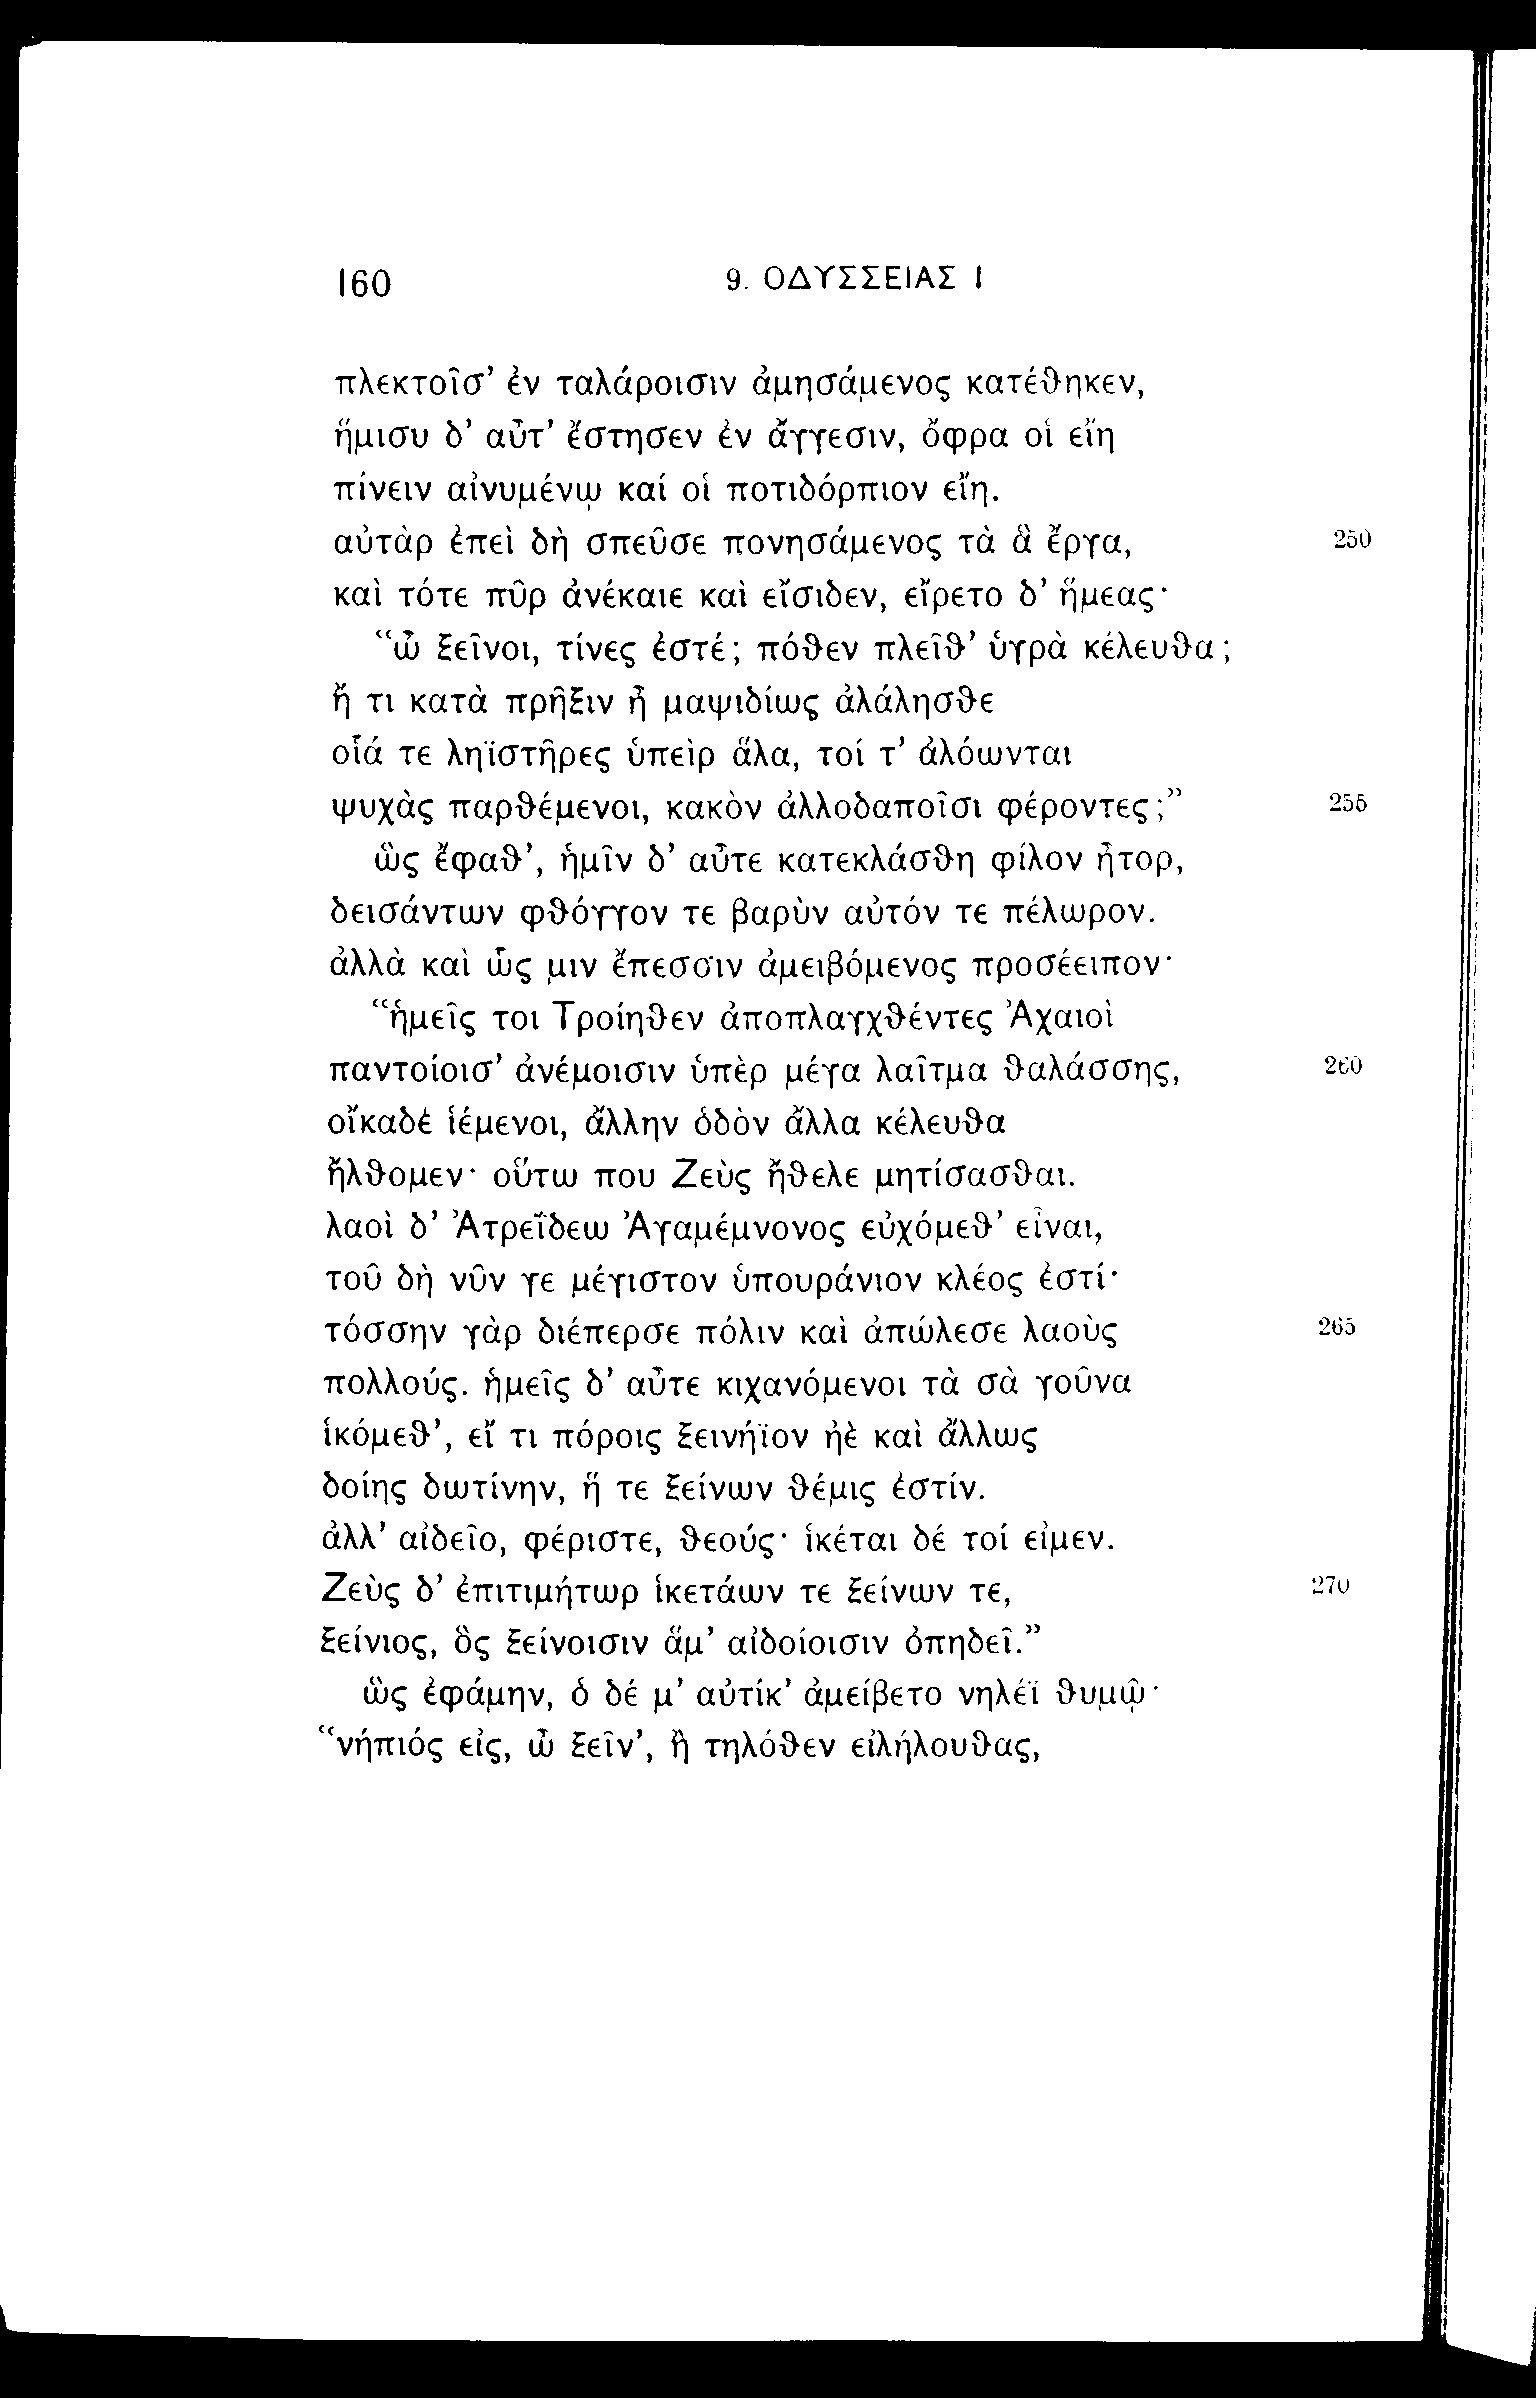 160 9. ΟΔΥΣΣΕΙΑΣ Ι
πλεκτοῖσ’ ἐν ταλάροισιν ἀμησάμενος κατέϑηκεν,
ἥμισυ δ’ αὖτ’ ἔστησεν ἐν ἄγγεσιν, ὄφρα οἱ εἴη
πίνειν αἰνυμένῳ καί οἱ ποτιδόρπιον εἴη.
αὐτὰρ ἐπεὶ δὴ σπεῦσε πονησάμενος τὰ ἃ ἔργα, 250
καὶ τότε πῦρ ἀνέκαιε καὶ εἴσιδεν, εἴρετο δ’ ἥμεας·
“ὦ ξεῖνοι, τίνες ἐστέ; πόϑεν πλεῖϑ’ ὑγρὰ κέλευϑα;
ἤ τι κατὰ πρῆξιν ἦ μαψιδίως ἀλάλησϑε
οἷά τε ληϊστῆρες ὑπεὶρ ἅλα, τοί τ’ ἀλόωνται
ψυχὰς παρϑέμενοι, κακὸν ἀλλοδαποῖσι φέροντες;” 255
ὣς ἔφαϑ’, ἡμῖν δ’ αὖτε κατεκλάσϑη φίλον ἦτορ,
δεισάντων φϑόγγον τε βαρὺν αὐτόν τε πέλωρον.
ἀλλὰ καὶ ὧς μιν ἔπεσσιν ἀμειβόμενος προσέειπον·
“ἡμεῖς τοι Τροίηϑεν ἀποπλαγχϑέντες Ἀχαιοὶ
παντοίοισ’ ἀνέμοισιν ὑπὲρ μέγα λαῖτμα ϑαλάσσης, 260
οἴκαδέ ἱέμενοι, ἄλλην ὁδὸν ἄλλα κέλευϑα
ἤλϑομεν· οὕτω που Ζεὺς ἤϑελε μητίσασϑαι.
λαοὶ δ’ Ἀτρεΐδεω Ἀγαμέμνονος εὐχόμεϑ’ εἶναι,
τοῦ δὴ νῦν γε μέγιστον ὑπουράνιον κλέος ἐστί·
τόσσην γὰρ διέπερσε πόλιν καὶ ἀπώλεσε λαοὺς 265
πολλούς. ἡμεῖς δ’ αὖτε κιχανόμενοι τὰ σὰ γοῦνα
ἱκόμεϑ’, εἴ τι πόροις ξεινήϊον ἠὲ καὶ ἄλλως
δοίης δωτίνην, ἥ τε ξείνων ϑέμις ἐστίν.
ἀλλ’ αἰδεῖο, φέριστε, ϑεούς· ἱκέται δέ τοί εἰμεν.
Ζεὺς δ’ ἐπιτιμήτωρ ἱκετάων τε ξείνων τε, 270
ξείνιος, ὃς ξείνοισιν ἅμ’ αἰδοίοισιν ὀπηδεῖ.”
ὣς ἐφάμην, ὁ δέ μ’ αὐτίκ’ ἀμείβετο νηλέϊ ϑυμῷ·
“νήπιός εἰς, ὦ ξεῖν’, ἢ τηλόϑεν εἰλήλουϑας,